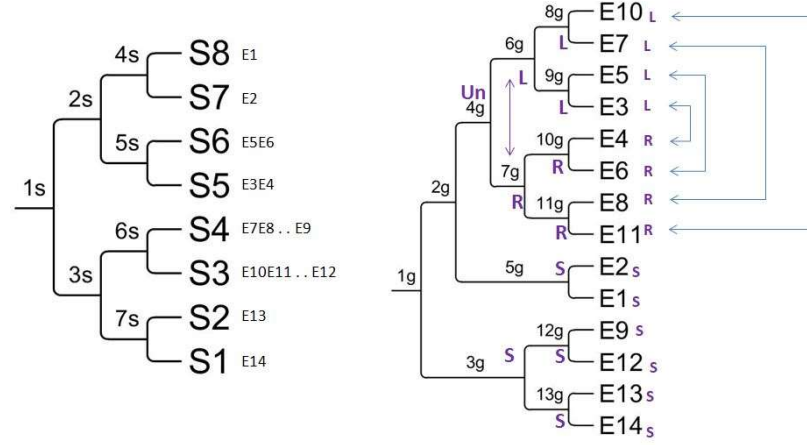 4s
S8 E1
2s
S7 E2
5s
S6 E5E6
S5 E3E4
1s
6s
S4 E7E8 . . E9
3s
S3 E10E11 . . E12
7s
S2 E13
S1 E14
8g
E10 L
6g
L
E7 L
Un
L
9g
E5 L
4g
L
E3 L
10g
E4 R
7g
R
E6 R
R
11g
E8 R
2g
R
E11 R
1g
5g
S
E2 S
E1 S
12g
E9 S
3g
S
S
E12 S
13g
E13 S
S
E14 S